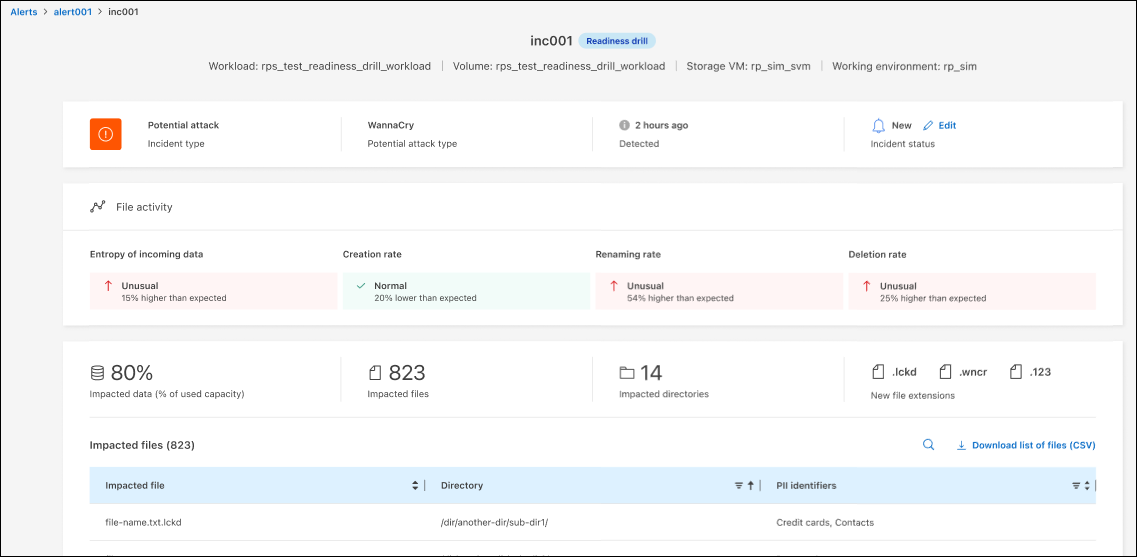 Alerts > alert001 > inc001
inc001 Readiness drill
Workload: rps_test_readiness_drill_workload | Volume: rps_test_readiness_drill_workload | Storage VM: rp_sim_svm | Working environment: rp_sim
Potential attack WannaCry 2 hours ago New Edit
Incident type Potential attack type Detected Incident status
File activity
Entropy of incoming data Creation rate Renaming rate Deletion rate
Unusual Normal Unusual Unusual
15% higher than expected 20% lower than expected 54% higher than expected 25% higher than expected
80% 823 14 .lckd .wncr .123
Impacted data (% of used capacity) Impacted files Impacted directories New file extensions
Impacted files (823) Download list of files (CSV)
Impacted file Directory PII identifiers
file-name.txt.lckd /dir/another-dir/sub-dir1/ Credit cards, Contacts